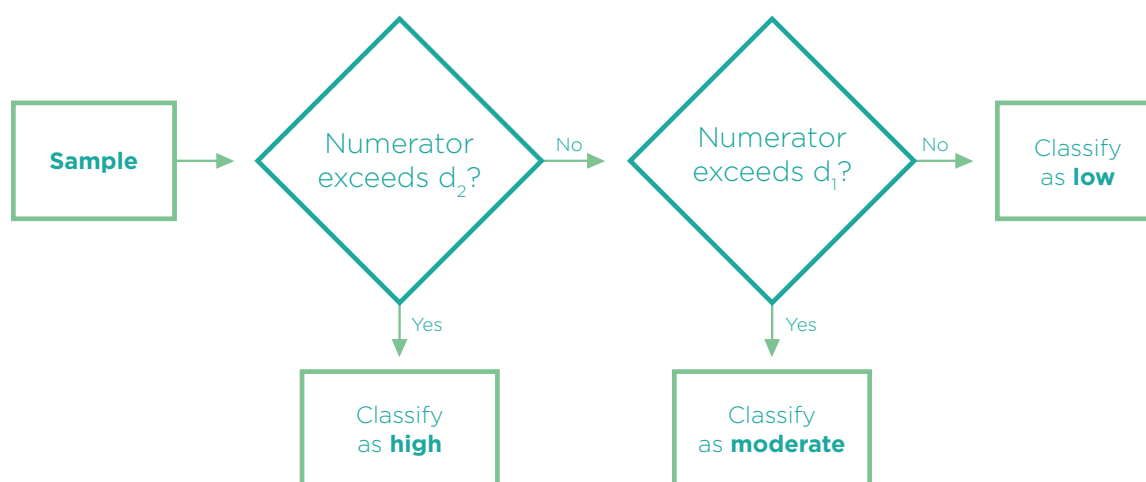 Sample
Numerator
exceeds d₂?
No
Numerator
exceeds d₁?
No
Classify
as low
Yes
Yes
Classify
as high
Classify
as moderate